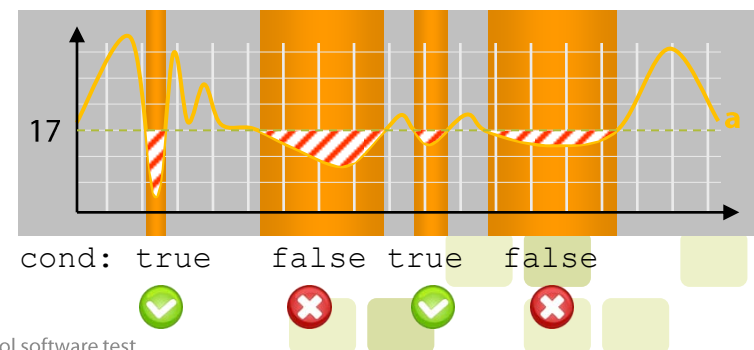 a
17
cond: true false true false
ol software test